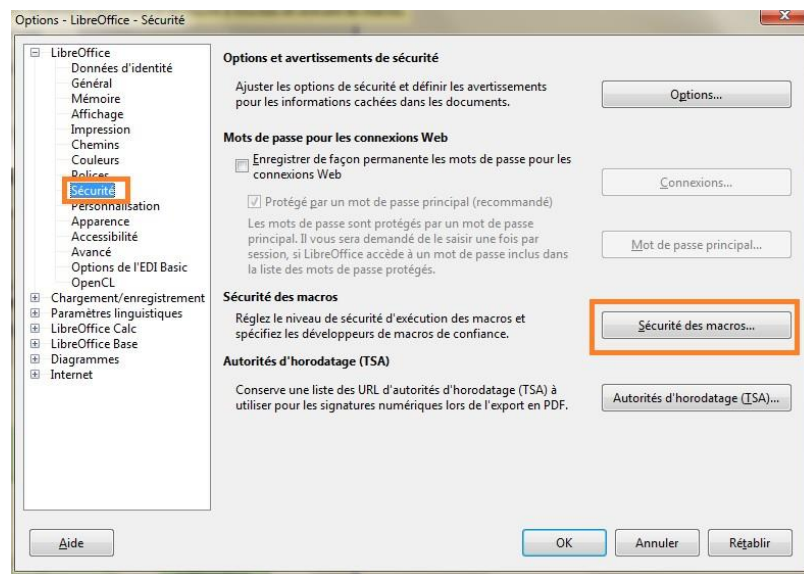 Options - LibreOffice - Sécurité
LibreOffice
Données d'identité
Général
Mémoire
Affichage
Impression
Chemins
Couleurs
Polices
Sécurité
Personnalisation
Apparence
Accessibilité
Avancé
Options de l'EDI Basic
OpenCL
Chargement/enregistrement
Paramètres linguistiques
LibreOffice Calc
LibreOffice Base
Diagrammes
Internet
Options et avertissements de sécurité
Ajuster les options de sécurité et définir les avertissements
pour les informations cachées dans les documents.
Options...
Mots de passe pour les connexions Web
Enregistrer de façon permanente les mots de passe pour les
connexions Web
Connexions...
Protégé par un mot de passe principal (recommandé)
Les mots de passe sont protégés par un mot de passe
principal. Il vous sera demandé de le saisir une fois par
session, si LibreOffice accède à un mot de passe inclus dans
la liste des mots de passe protégés.
Mot de passe principal...
Sécurité des macros
Réglez le niveau de sécurité d'exécution des macros et
spécifiez les développeurs de macros de confiance.
Sécurité des macros...
Autorités d'horodatage (TSA)
Conserve une liste des URL d'autorités d'horodatage (TSA) à
utiliser pour les signatures numériques lors de l'export en PDF.
Autorités d'horodatage (TSA)...
Aide
OK
Annuler
Rétablir